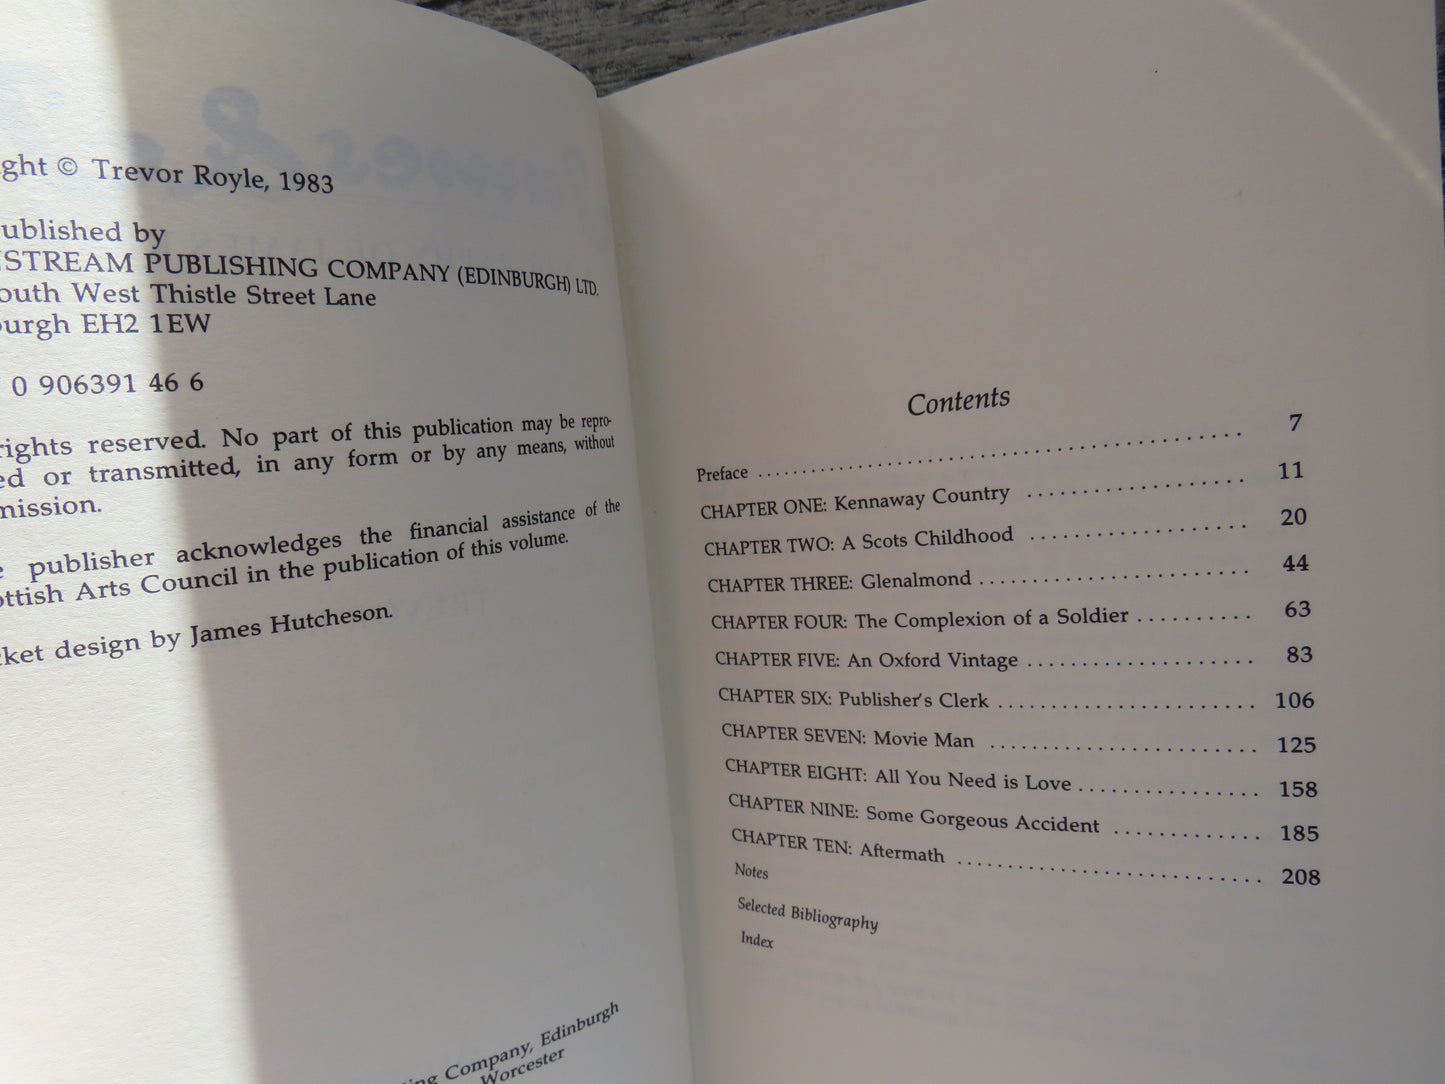 ght © Trevor Royle, 1983
ublished by
STREAM PUBLISHING COMPANY (EDINBURGH) LTD.
outh West Thistle Street Lane
burgh EH2 1EW
0 906391 46 6
rights reserved. No part of this publication may be repro-
ed or transmitted, in any form or by any means, without
mission.
e publisher acknowledges the financial assistance of the
ottish Arts Council in the publication of this volume.
cket design by James Hutcheson.
ng Company, Edinburgh
Worcester
Contents
Preface . . . . . . . . . . . . . . . . . . . . 7
CHAPTER ONE: Kennaway Country . . . . . . . . . . 11
CHAPTER TWO: A Scots Childhood . . . . . . . . . . 20
CHAPTER THREE: Glenalmond . . . . . . . . . . 44
CHAPTER FOUR: The Complexion of a Soldier . . . . . . . . . . 63
CHAPTER FIVE: An Oxford Vintage . . . . . . . . . . 83
CHAPTER SIX: Publisher's Clerk . . . . . . . . . . 106
CHAPTER SEVEN: Movie Man . . . . . . . . . . 125
CHAPTER EIGHT: All You Need is Love . . . . . . . . . . 158
CHAPTER NINE: Some Gorgeous Accident . . . . . . . . . . 185
CHAPTER TEN: Aftermath . . . . . . . . . . 208
Notes
Selected Bibliography
Index